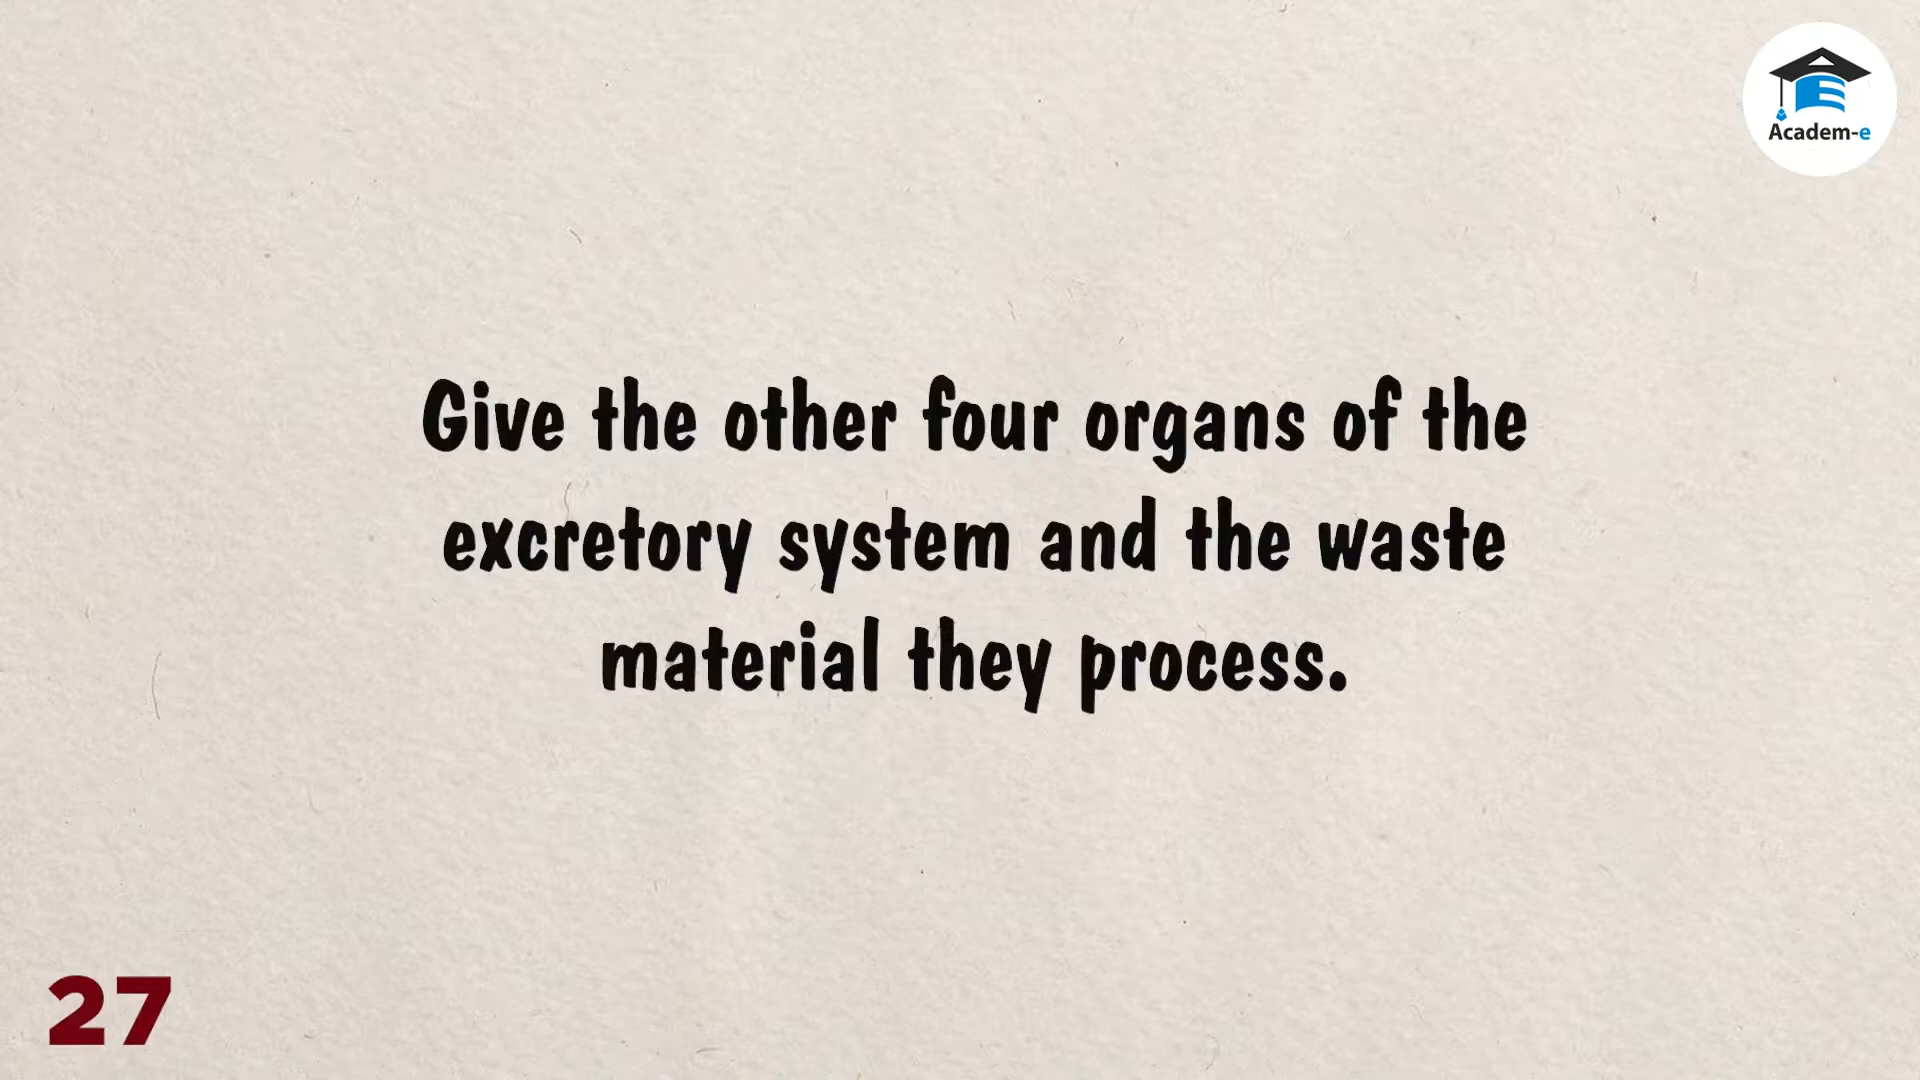 Academ-e
Give the other four organs of the
excretory system and the waste
material they process.
27